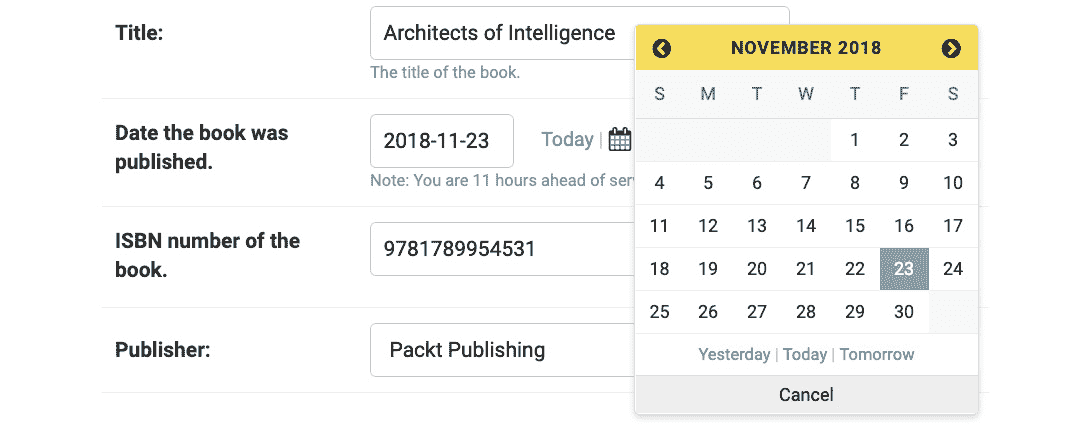 Title:
Architects of Intelligence
The title of the book.
Date the book was
published.
2018-11-23
Today |
Note: You are 11 hours ahead of
ISBN number of the
book.
9781789954531
Publisher:
Packt Publishing
NOVEMBER 2018
S M T W T F S
1 2 3
4 5 6 7 8 9 10
11 12 13 14 15 16 17
18 19 20 21 22 23 24
25 26 27 28 29 30
Yesterday | Today | Tomorrow
Cancel